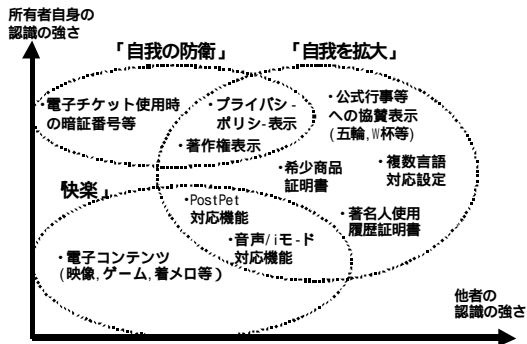 所有者自身の
認識の強さ
「自我の防衛」
「自我を拡大」
・電子チケット使用時
の暗証番号等
・プライバシ-
ポリシ-表示
・著作権表示
・公式行事等
への協賛表示
(五輪,W杯等)
・希少商品
証明書
・複数言語
対応設定
快楽」
・PostPet
対応機能
・著名人使用
履歴証明書
・音声/iモ-ド
対応機能
・電子コンテンツ
(映像,ゲーム,着メロ等)
他者の
認識の強さ